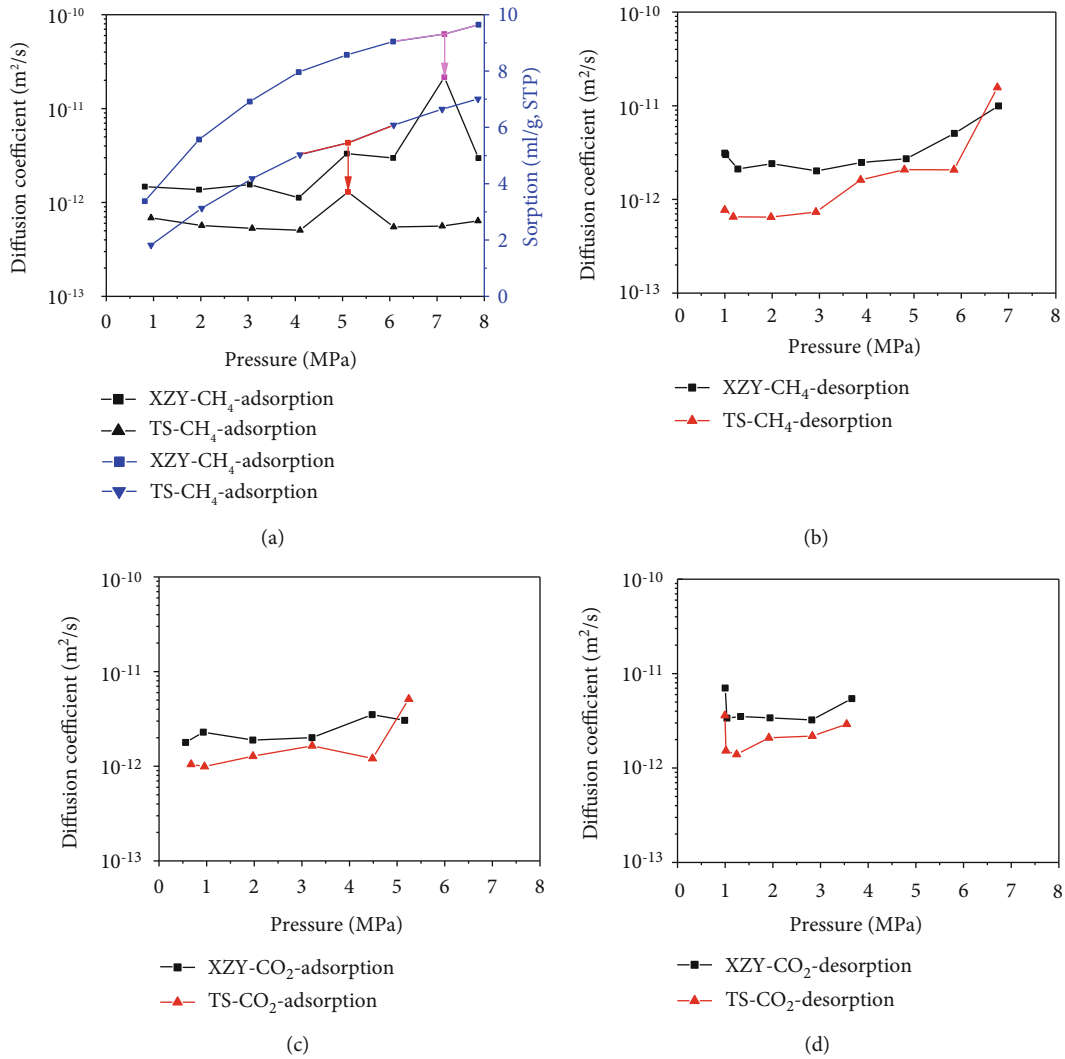 10⁻¹⁰
10⁻¹¹
10⁻¹²
10⁻¹³
Diffusion coefficient (m²/s)
10
8
6
4
2
0
Sorption (ml/g, STP)
0 1 2 3 4 5 6 7 8
Pressure (MPa)
XZY-CH₄-adsorption
TS-CH₄-adsorption
XZY-CH₄-adsorption
TS-CH₄-adsorption
(a)
10⁻¹⁰
10⁻¹¹
10⁻¹²
10⁻¹³
Diffusion coefficient (m²/s)
0 1 2 3 4 5 6 7 8
Pressure (MPa)
XZY-CH₄-desorption
TS-CH₄-desorption
(b)
10⁻¹⁰
10⁻¹¹
10⁻¹²
10⁻¹³
Diffusion coefficient (m²/s)
0 1 2 3 4 5 6 7 8
Pressure (MPa)
XZY-CO₂-adsorption
TS-CO₂-adsorption
(c)
10⁻¹⁰
10⁻¹¹
10⁻¹²
10⁻¹³
Diffusion coefficient (m²/s)
0 1 2 3 4 5 6 7 8
Pressure (MPa)
XZY-CO₂-desorption
TS-CO₂-desorption
(d)